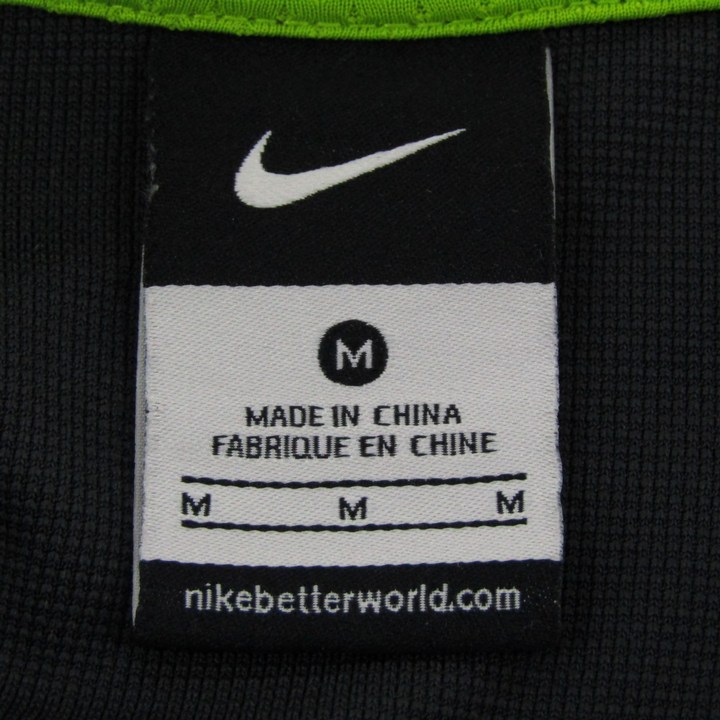 M
MADE IN CHINA
FABRIQUE EN CHINE
M M M
nikebetterworld.com